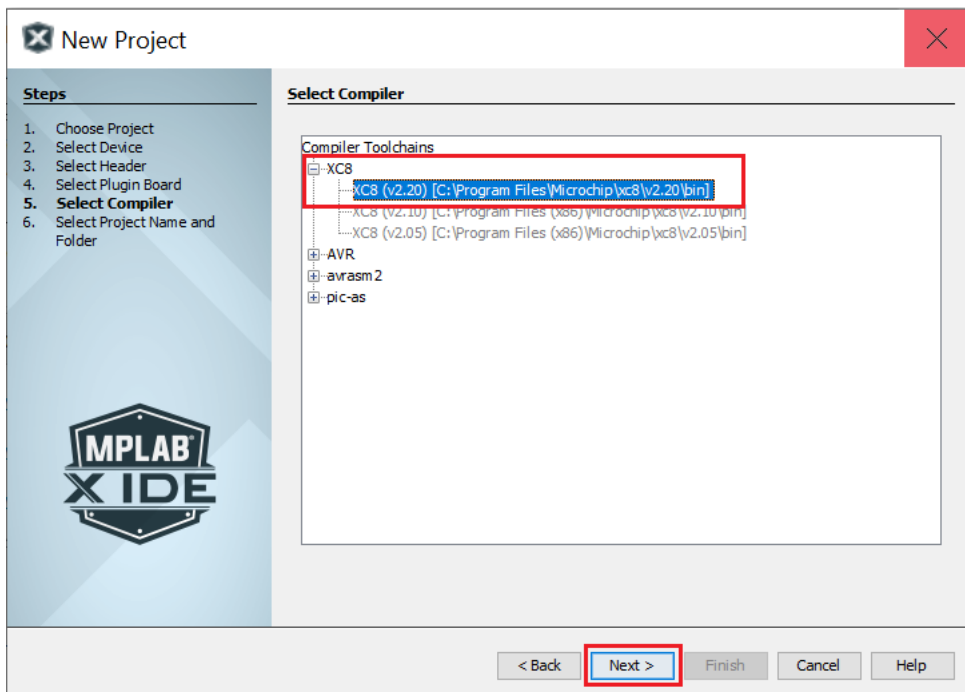 New Project
Steps
1. Choose Project
2. Select Device
3. Select Header
4. Select Plugin Board
5. Select Compiler
6. Select Project Name and
Folder
MPLAB
X IDE
Select Compiler
Compiler Toolchains
XC8
XC8 (v2.20) [C:\Program Files\Microchip\xc8\v2.20\bin]
XC8 (v2.10) [C:\Program Files (x86)\Microchip\xc8\v2.10\bin]
XC8 (v2.05) [C:\Program Files (x86)\Microchip\xc8\v2.05\bin]
AVR
avrasm2
pic-as
< Back
Next >
Finish
Cancel
Help